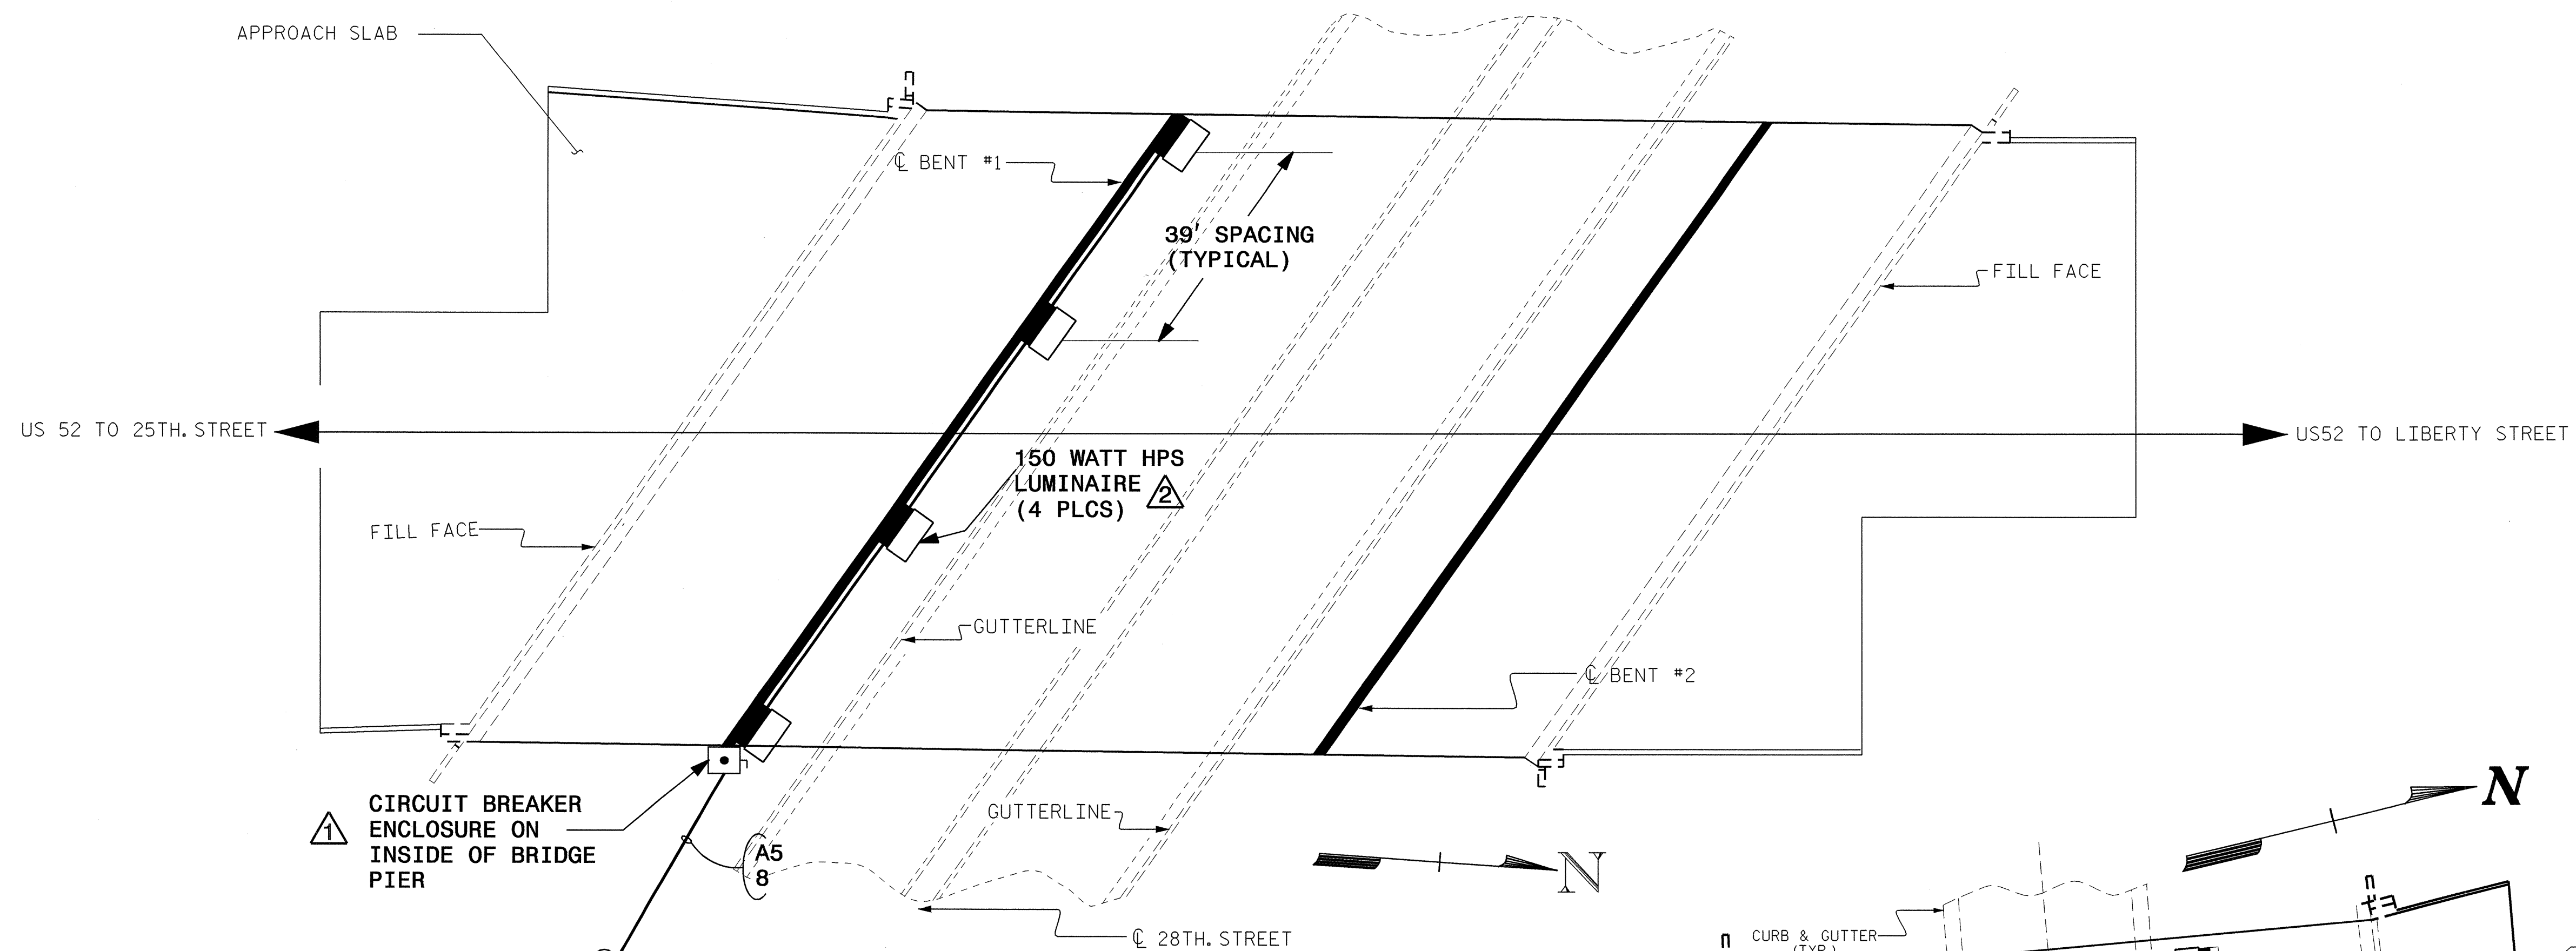 APPROACH SLAB
℄ BENT #1
39' SPACING
(TYPICAL)
FILL FACE
US 52 TO 25TH. STREET
US52 TO LIBERTY STREET
150 WATT HPS
LUMINAIRE
(4 PLCS)
2
FILL FACE
GUTTERLINE
℄ BENT #2
1
CIRCUIT BREAKER
ENCLOSURE ON
INSIDE OF BRIDGE
PIER
GUTTERLINE
A5
8
N
N
℄ 28TH. STREET
CURB & GUTTER
(TYP.)